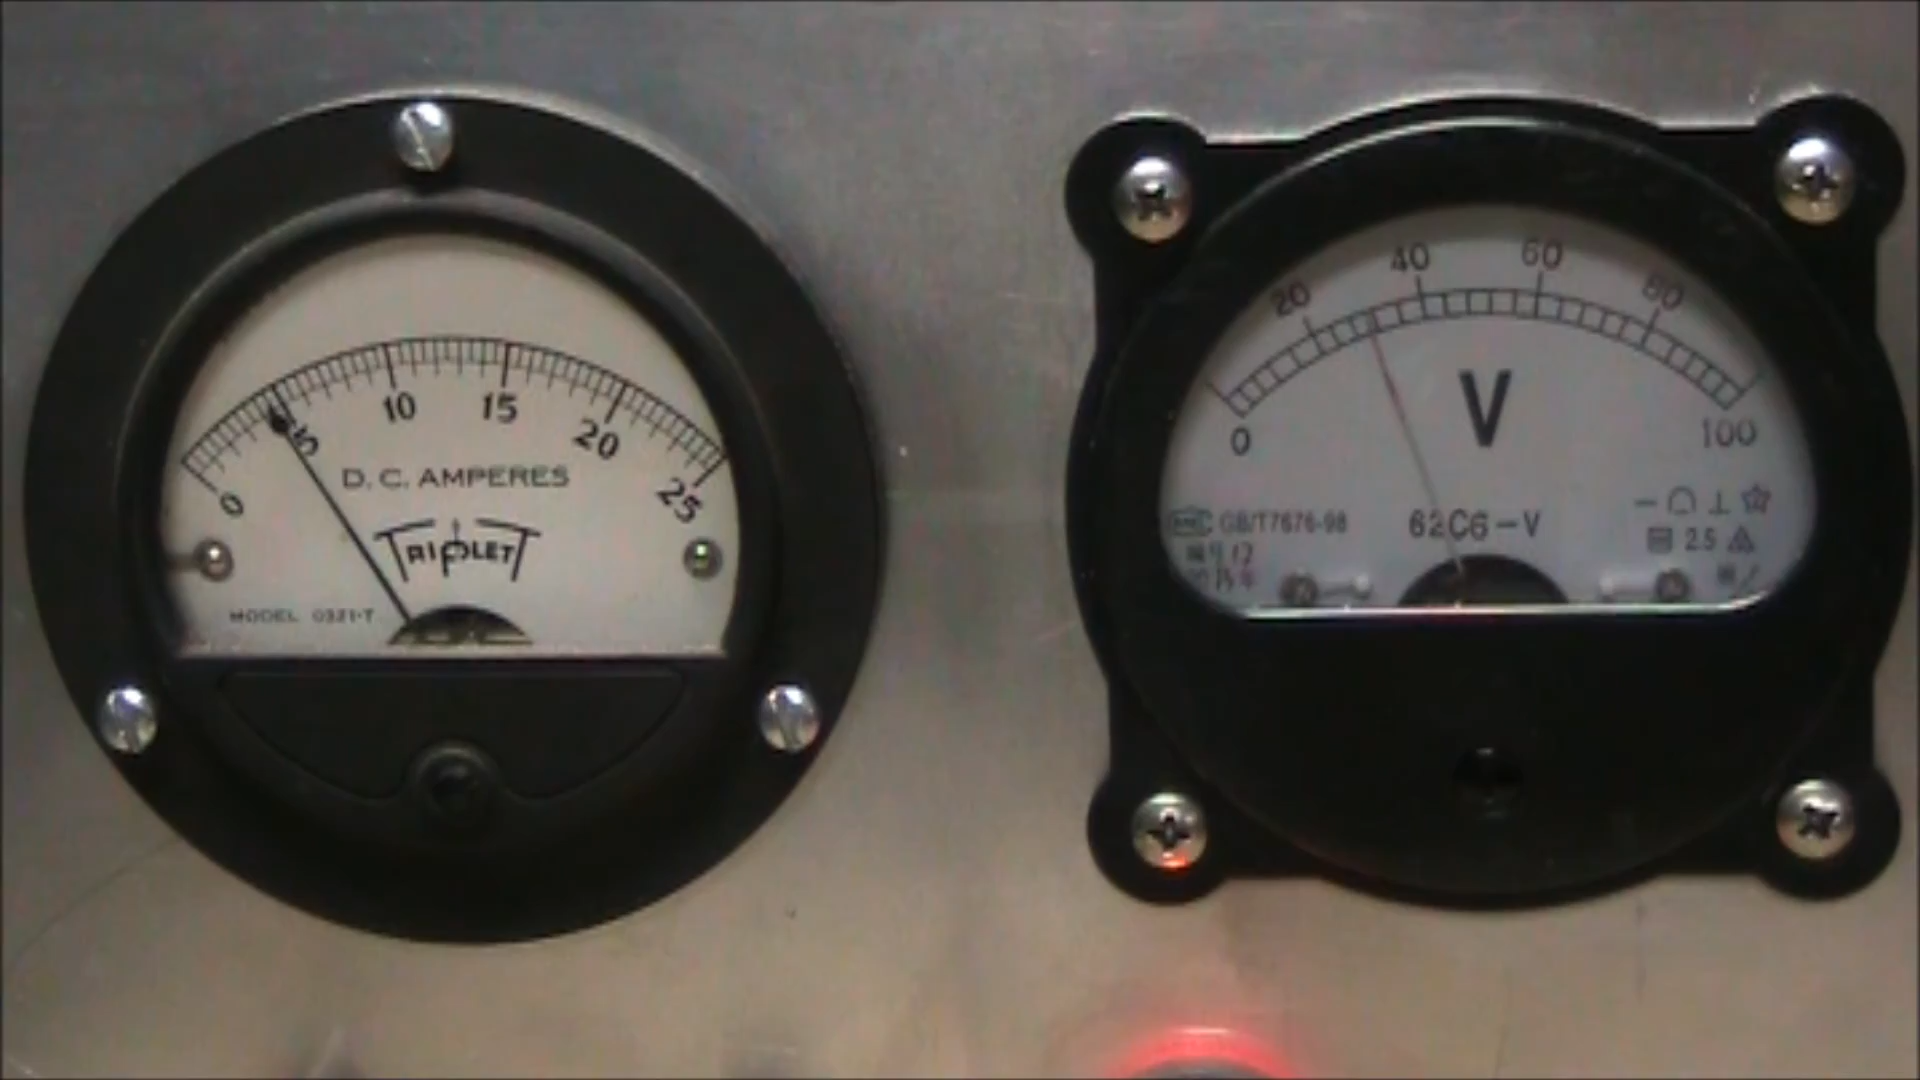 0 5 10 15 20 25
D. C. AMPERES
TRIPLETT
MODEL 0321-T
0 20 40 60 80 100
V
GB/T7676-98
62C6-V
2.5